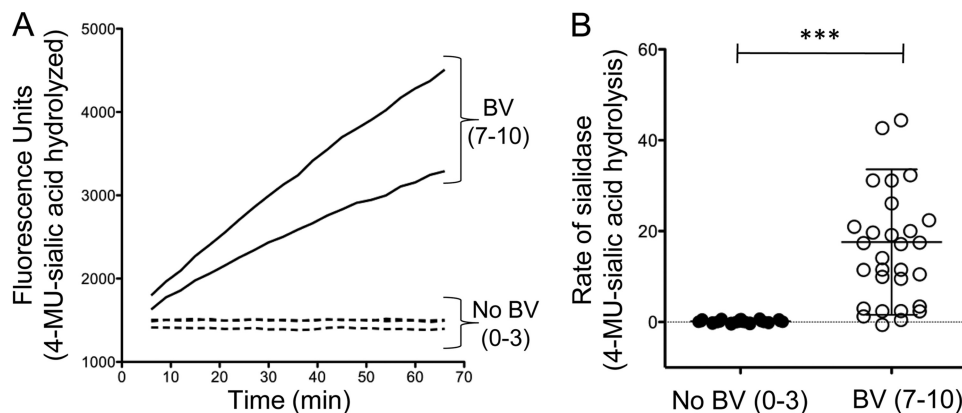 A
Fluorescence Units
(4-MU-sialic acid hydrolyzed)
5000
4000
3000
2000
1000
0
10
20
30
40
50
60
70
Time (min)
BV
(7-10)
No BV
(0-3)
B
Rate of sialidase
(4-MU-sialic acid hydrolysis)
60
40
20
0
***
No BV (0-3)
BV (7-10)